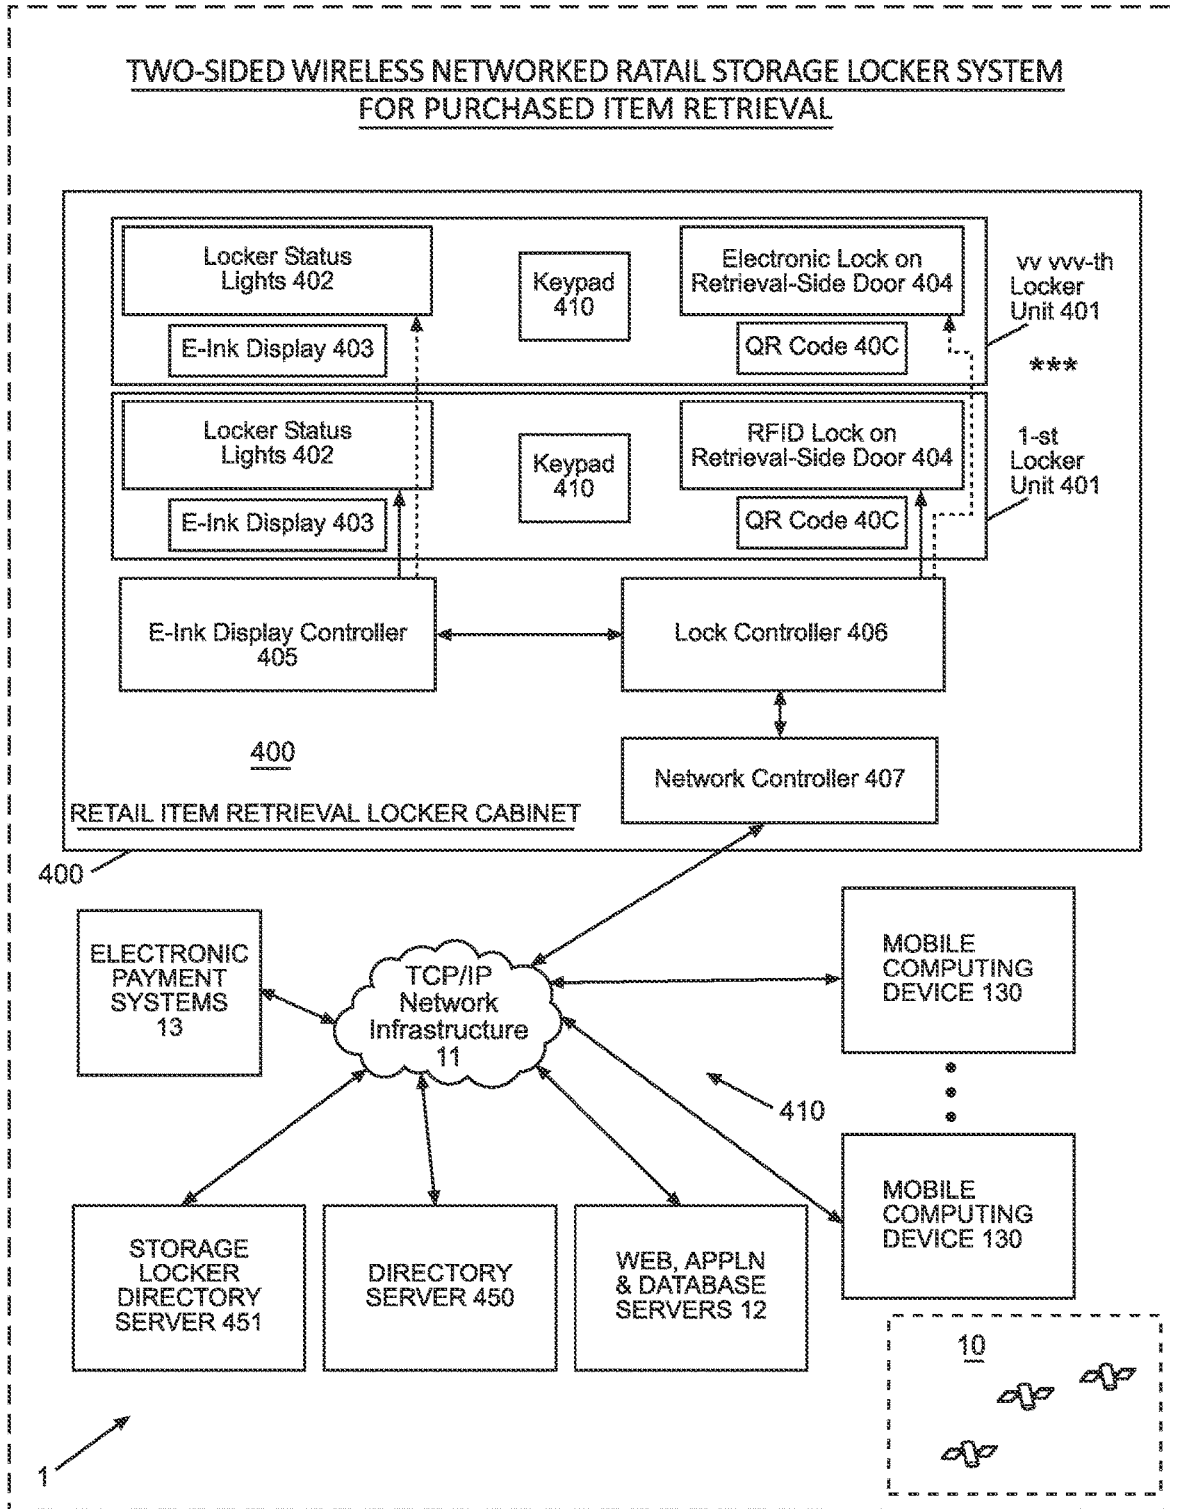 TWO-SIDED WIRELESS NETWORKED RATAIL STORAGE LOCKER SYSTEM
FOR PURCHASED ITEM RETRIEVAL
Locker Status
Lights 402
Keypad
410
Electronic Lock on
Retrieval-Side Door 404
vv vvv-th
Locker
Unit 401
E-Ink Display 403
QR Code 40C
***
Locker Status
Lights 402
Keypad
410
RFID Lock on
Retrieval-Side Door 404
1-st
Locker
Unit 401
E-Ink Display 403
QR Code 40C
E-Ink Display Controller
405
Lock Controller 406
400
Network Controller 407
RETAIL ITEM RETRIEVAL LOCKER CABINET
400
ELECTRONIC
PAYMENT
SYSTEMS
13
TCP/IP
Network
Infrastructure
11
MOBILE
COMPUTING
DEVICE 130
410
MOBILE
COMPUTING
DEVICE 130
STORAGE
LOCKER
DIRECTORY
SERVER 451
DIRECTORY
SERVER 450
WEB, APPLN
& DATABASE
SERVERS 12
10
1